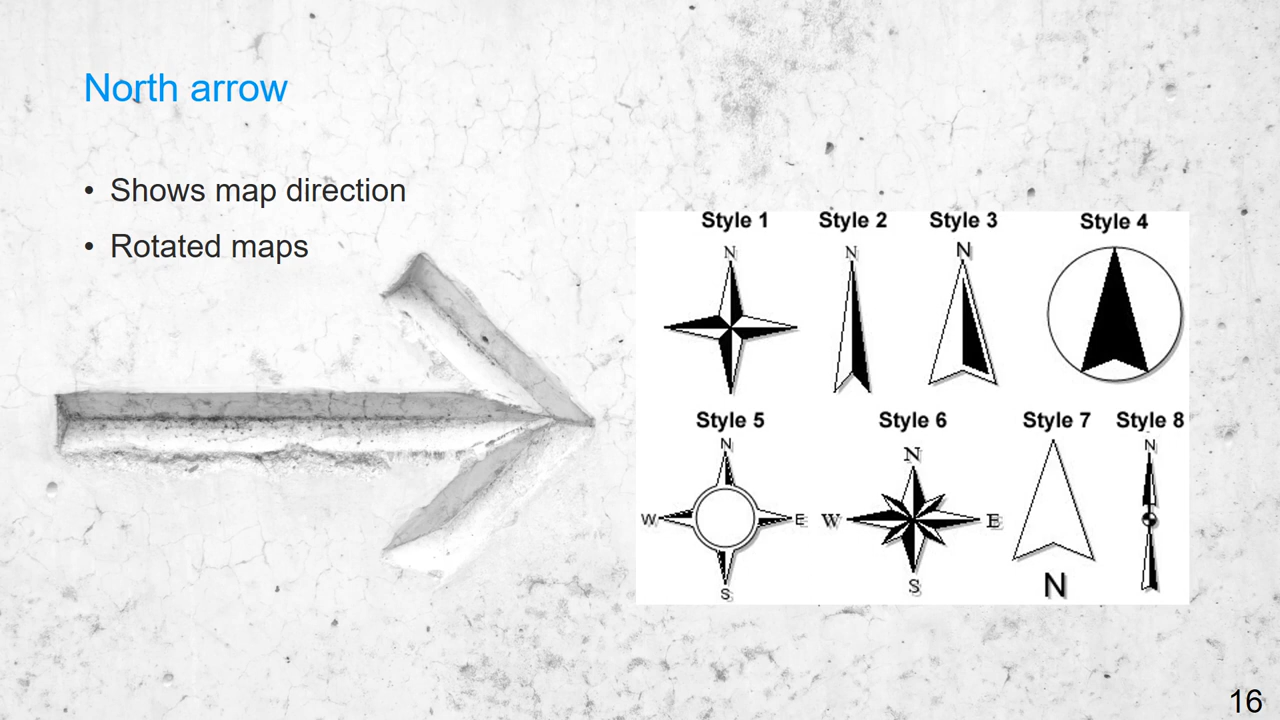 North arrow
• Shows map direction
• Rotated maps
Style 1 Style 2 Style 3 Style 4
N N N
Style 5 Style 6 Style 7 Style 8
N N N
W E W E
S S N
16